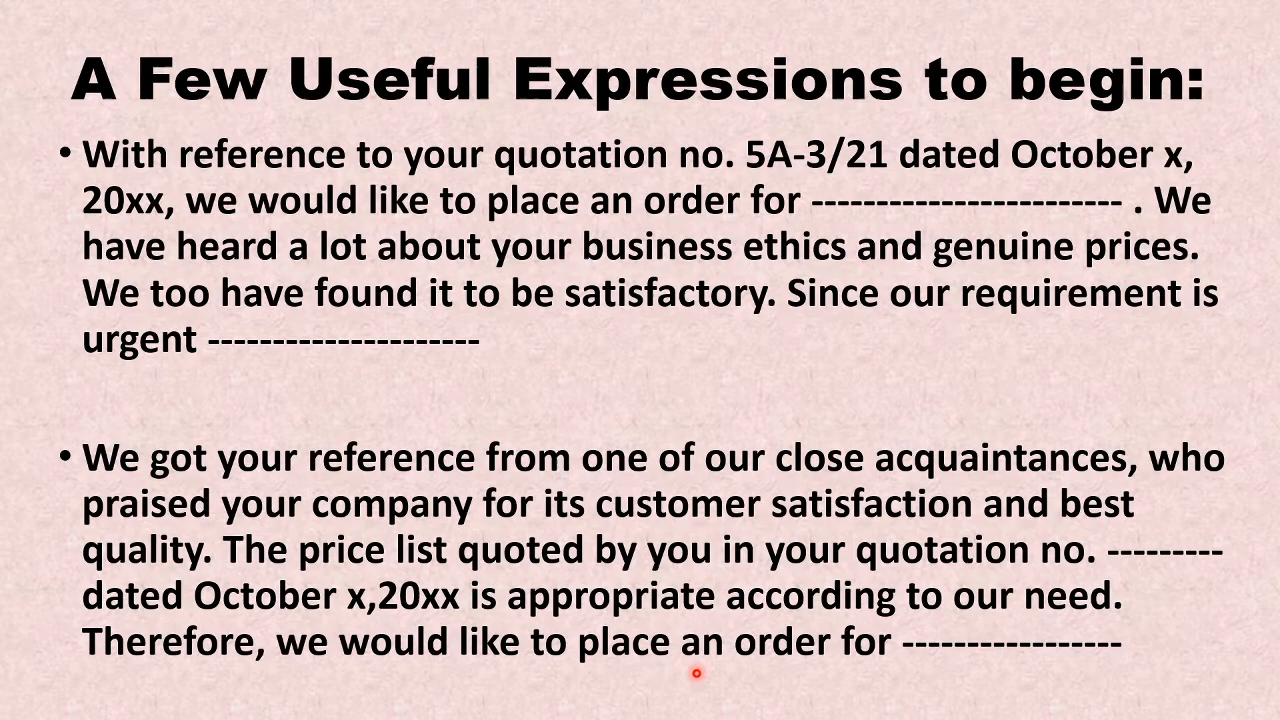 A Few Useful Expressions to begin:
• With reference to your quotation no. 5A-3/21 dated October x,
20xx, we would like to place an order for ------------------------ . We
have heard a lot about your business ethics and genuine prices.
We too have found it to be satisfactory. Since our requirement is
urgent ---------------------
• We got your reference from one of our close acquaintances, who
praised your company for its customer satisfaction and best
quality. The price list quoted by you in your quotation no. ---------
dated October x,20xx is appropriate according to our need.
Therefore, we would like to place an order for -----------------